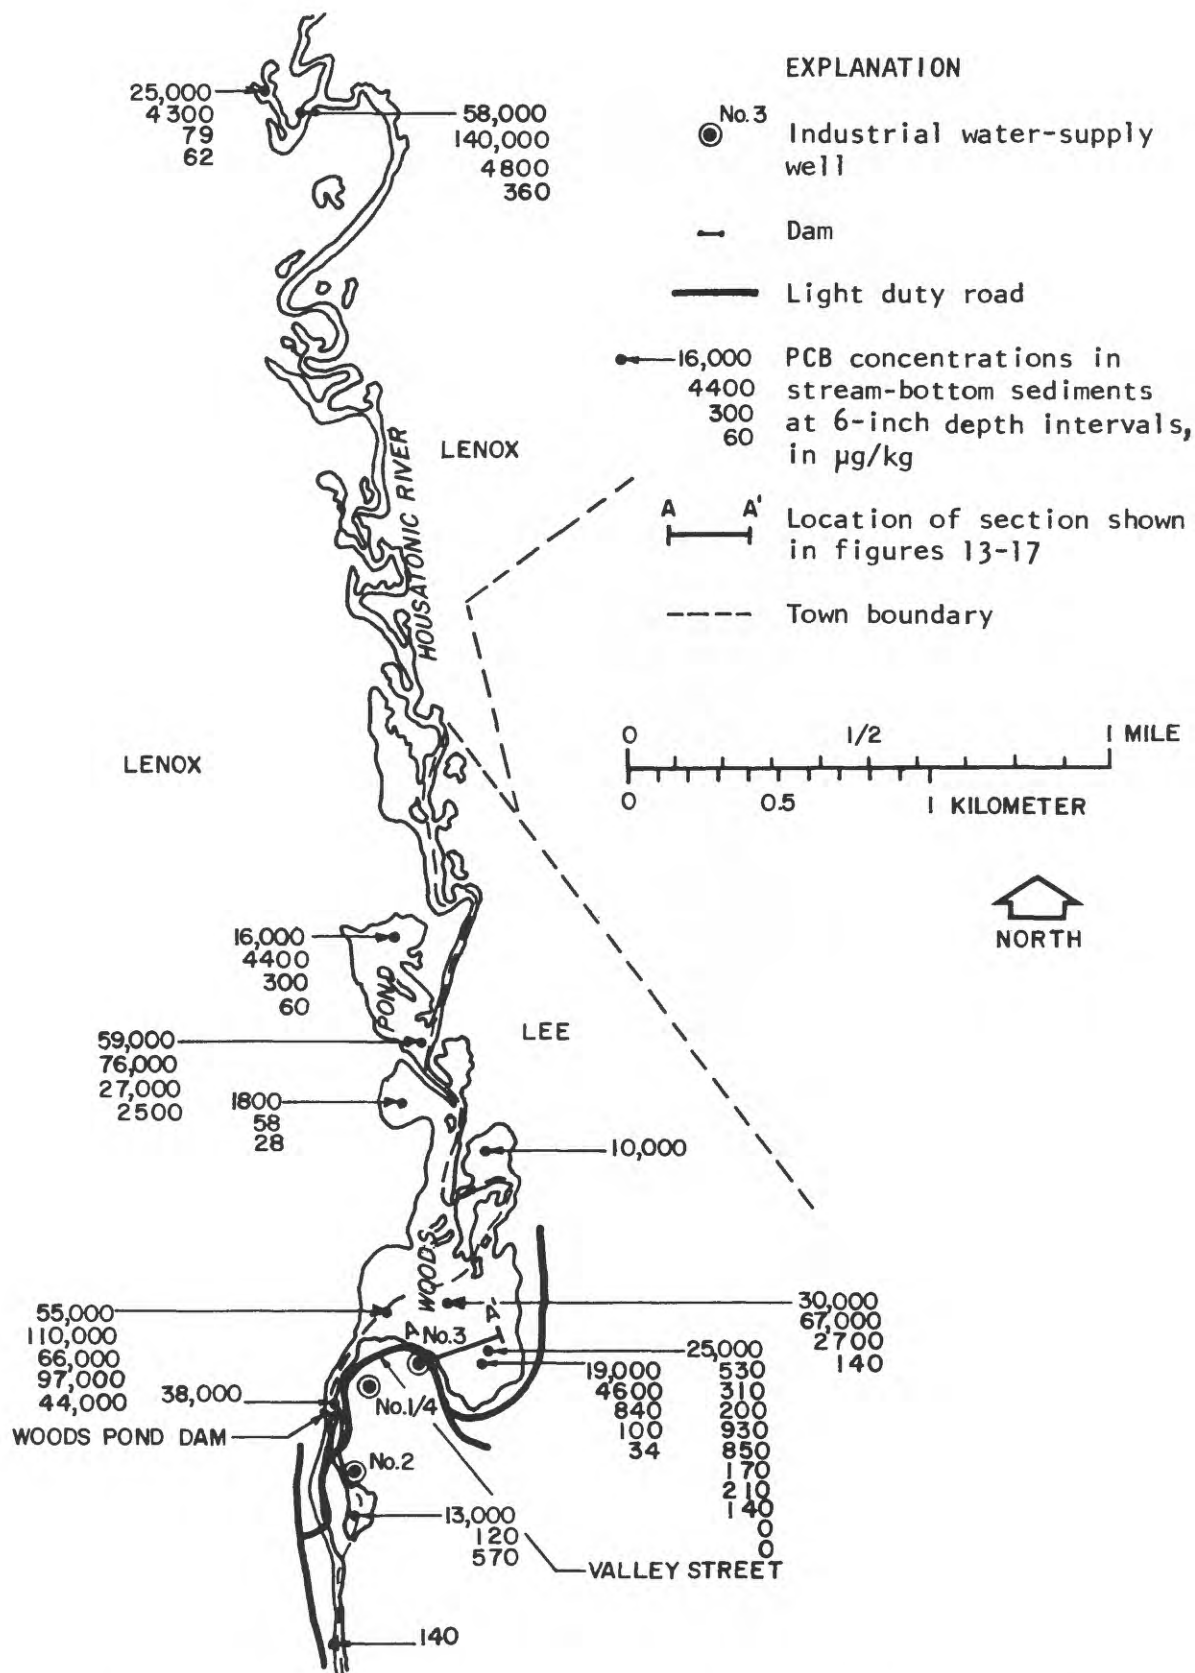 EXPLANATION
No. 3
Industrial water-supply
well
Dam
Light duty road
16,000
4400
300
60
PCB concentrations in
stream-bottom sediments
at 6-inch depth intervals,
in µg/kg
A A'
Location of section shown
in figures 13-17
Town boundary
0 1/2 1 MILE
0 0.5 1 KILOMETER
NORTH
25,000
4300
79
62
58,000
140,000
4800
360
LENOX
HOUSATONIC RIVER
LENOX
16,000
4400
300
60
POND
LEE
59,000
76,000
27,000
2500
1800
58
28
10,000
WOODS
55,000
110,000
66,000
97,000
44,000
30,000
67,000
2700
140
A
A'
No.3
25,000
530
310
200
930
850
170
210
140
0
0
19,000
4600
840
100
34
38,000
No.1/4
WOODS POND DAM
No.2
13,000
120
570
VALLEY STREET
140